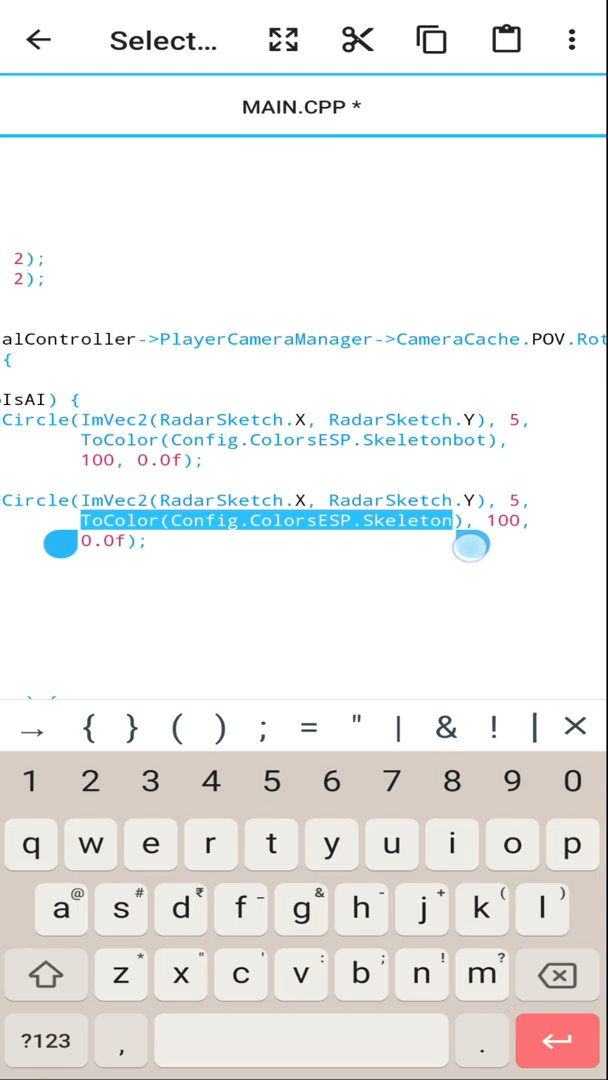 Select...
MAIN.CPP *
2);
2);
alController->PlayerCameraManager->CameraCache.POV.Rot
{
IsAI) {
Circle(ImVec2(RadarSketch.X, RadarSketch.Y), 5,
ToColor(Config.ColorsESP.Skeletonbot),
100, 0.0f);
Circle(ImVec2(RadarSketch.X, RadarSketch.Y), 5,
ToColor(Config.ColorsESP.Skeleton), 100,
0.0f);
→ { } ( ) ; = " | & ! | ×
1 2 3 4 5 6 7 8 9 0
q w e r t y u i o p
@ # ₹ _ & - + ( )
a s d f g h j k l
* " ' : ; ! ?
z x c v b n m
?123 , .